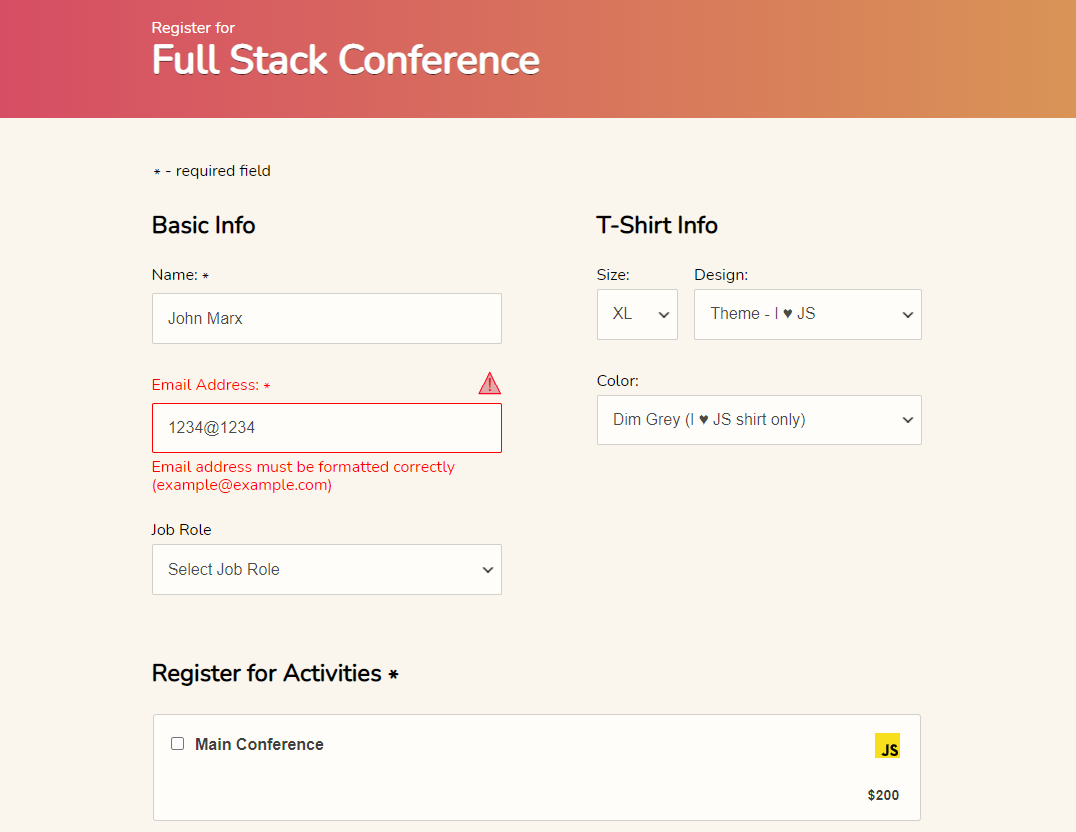 Register for
Full Stack Conference
* - required field
Basic Info
Name: *
John Marx
Email Address: *
1234@1234
Email address must be formatted correctly
(example@example.com)
Job Role
Select Job Role
T-Shirt Info
Size:
XL
Design:
Theme - I ♥ JS
Color:
Dim Grey (I ♥ JS shirt only)
Register for Activities *
Main Conference
JS
$200